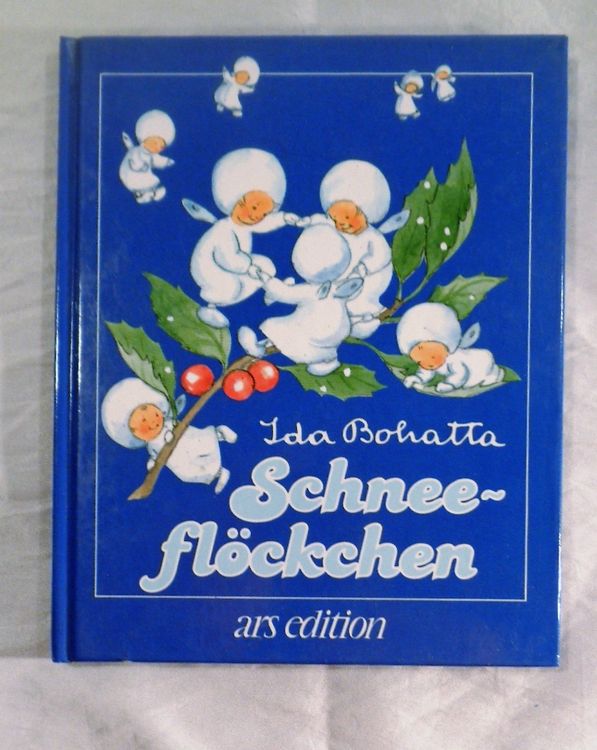 Ida Bohatta
Schnee-
flöckchen
ars edition